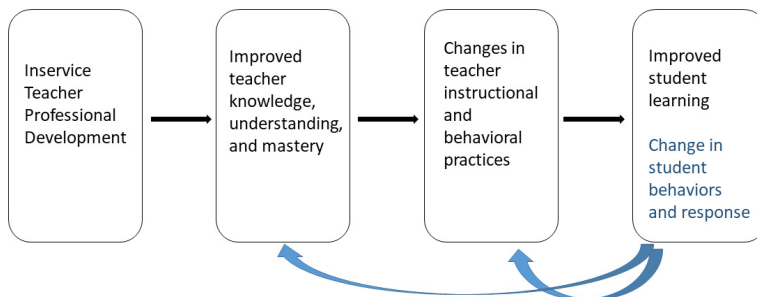 Inservice
Teacher
Professional
Development
Improved
teacher
knowledge,
understanding,
and mastery
Changes in
teacher
instructional
and
behavioral
practices
Improved
student
learning
Change in
student
behaviors
and response